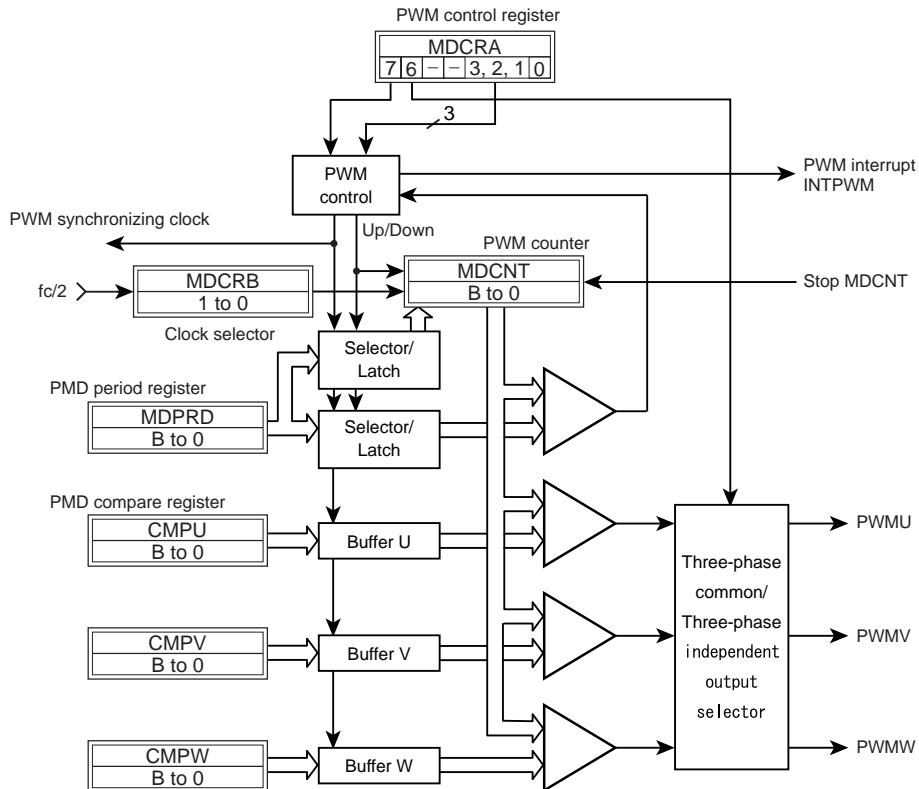 PWM control register
MDCRA
7 6 – – 3, 2, 1 0
3
PWM
control
PWM interrupt
INTPWM
PWM synchronizing clock
Up/Down
PWM counter
MDCNT
B to 0
Stop MDCNT
fc/2
MDCRB
1 to 0
Clock selector
Selector/
Latch
PMD period register
MDPRD
B to 0
Selector/
Latch
PMD compare register
CMPU
B to 0
Buffer U
PWMU
Three-phase
common/
Three-phase
independent
output
selector
CMPV
B to 0
Buffer V
PWMV
CMPW
B to 0
Buffer W
PWMW